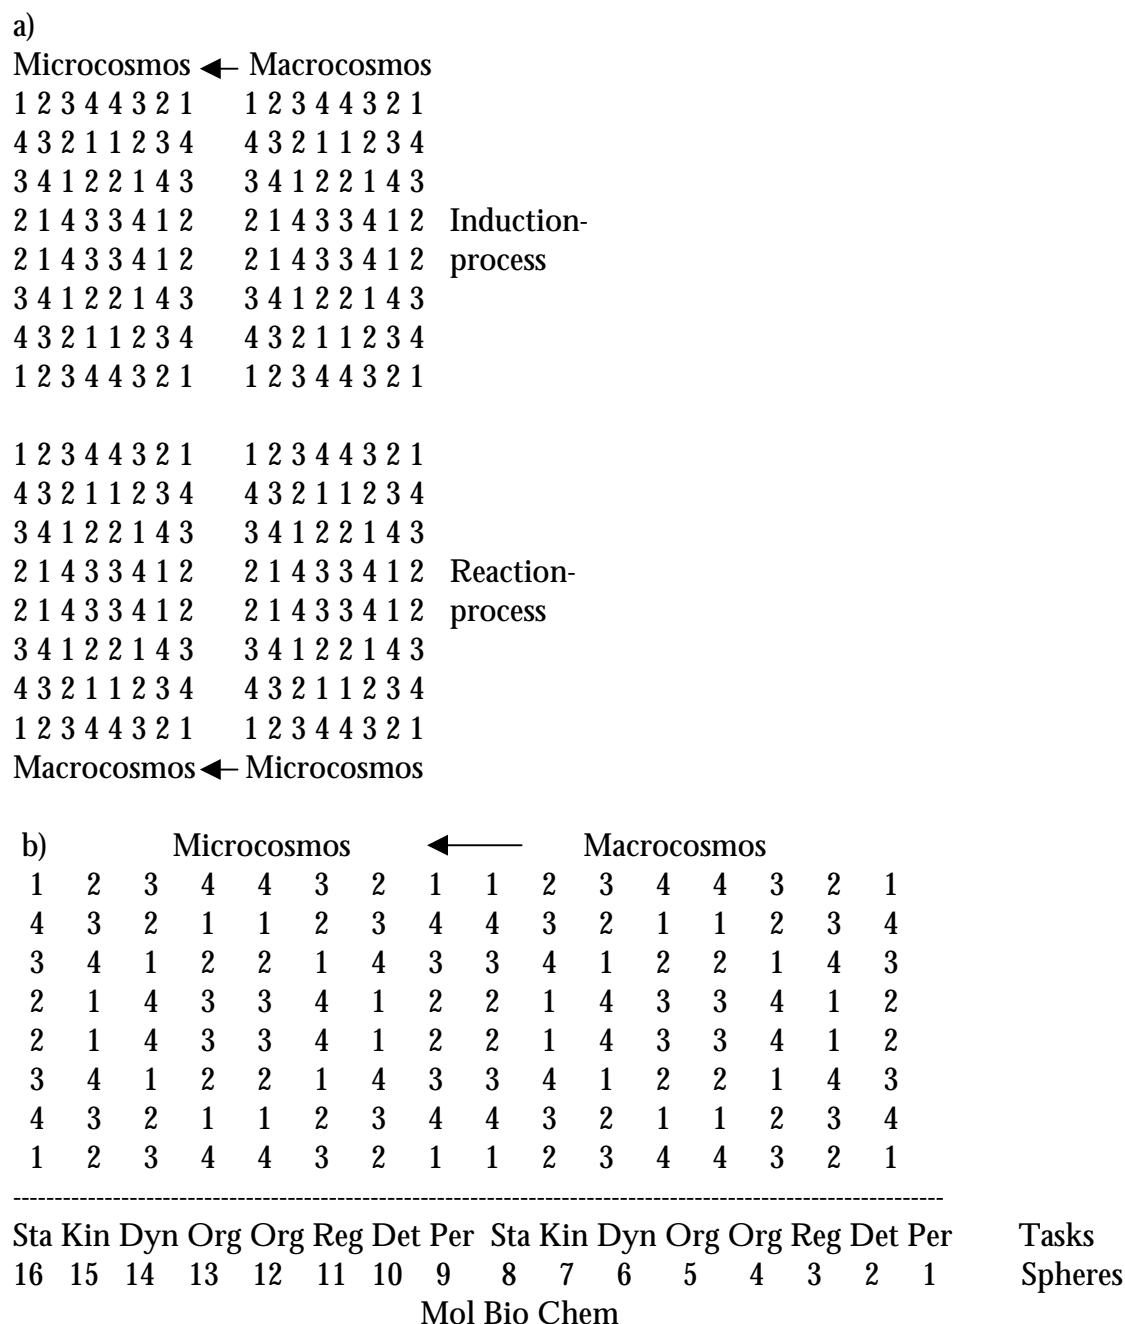 a)
Microcosmos ← Macrocosmos
1 2 3 4 4 3 2 1 1 2 3 4 4 3 2 1
4 3 2 1 1 2 3 4 4 3 2 1 1 2 3 4
3 4 1 2 2 1 4 3 3 4 1 2 2 1 4 3
2 1 4 3 3 4 1 2 2 1 4 3 3 4 1 2 Induction-
2 1 4 3 3 4 1 2 2 1 4 3 3 4 1 2 process
3 4 1 2 2 1 4 3 3 4 1 2 2 1 4 3
4 3 2 1 1 2 3 4 4 3 2 1 1 2 3 4
1 2 3 4 4 3 2 1 1 2 3 4 4 3 2 1
1 2 3 4 4 3 2 1 1 2 3 4 4 3 2 1
4 3 2 1 1 2 3 4 4 3 2 1 1 2 3 4
3 4 1 2 2 1 4 3 3 4 1 2 2 1 4 3
2 1 4 3 3 4 1 2 2 1 4 3 3 4 1 2 Reaction-
2 1 4 3 3 4 1 2 2 1 4 3 3 4 1 2 process
3 4 1 2 2 1 4 3 3 4 1 2 2 1 4 3
4 3 2 1 1 2 3 4 4 3 2 1 1 2 3 4
1 2 3 4 4 3 2 1 1 2 3 4 4 3 2 1
Macrocosmos ← Microcosmos
b) Microcosmos ← Macrocosmos
1 2 3 4 4 3 2 1 1 2 3 4 4 3 2 1
4 3 2 1 1 2 3 4 4 3 2 1 1 2 3 4
3 4 1 2 2 1 4 3 3 4 1 2 2 1 4 3
2 1 4 3 3 4 1 2 2 1 4 3 3 4 1 2
2 1 4 3 3 4 1 2 2 1 4 3 3 4 1 2
3 4 1 2 2 1 4 3 3 4 1 2 2 1 4 3
4 3 2 1 1 2 3 4 4 3 2 1 1 2 3 4
1 2 3 4 4 3 2 1 1 2 3 4 4 3 2 1
Sta Kin Dyn Org Org Reg Det Per Sta Kin Dyn Org Org Reg Det Per Tasks
16 15 14 13 12 11 10 9 8 7 6 5 4 3 2 1 Spheres
Mol Bio Chem